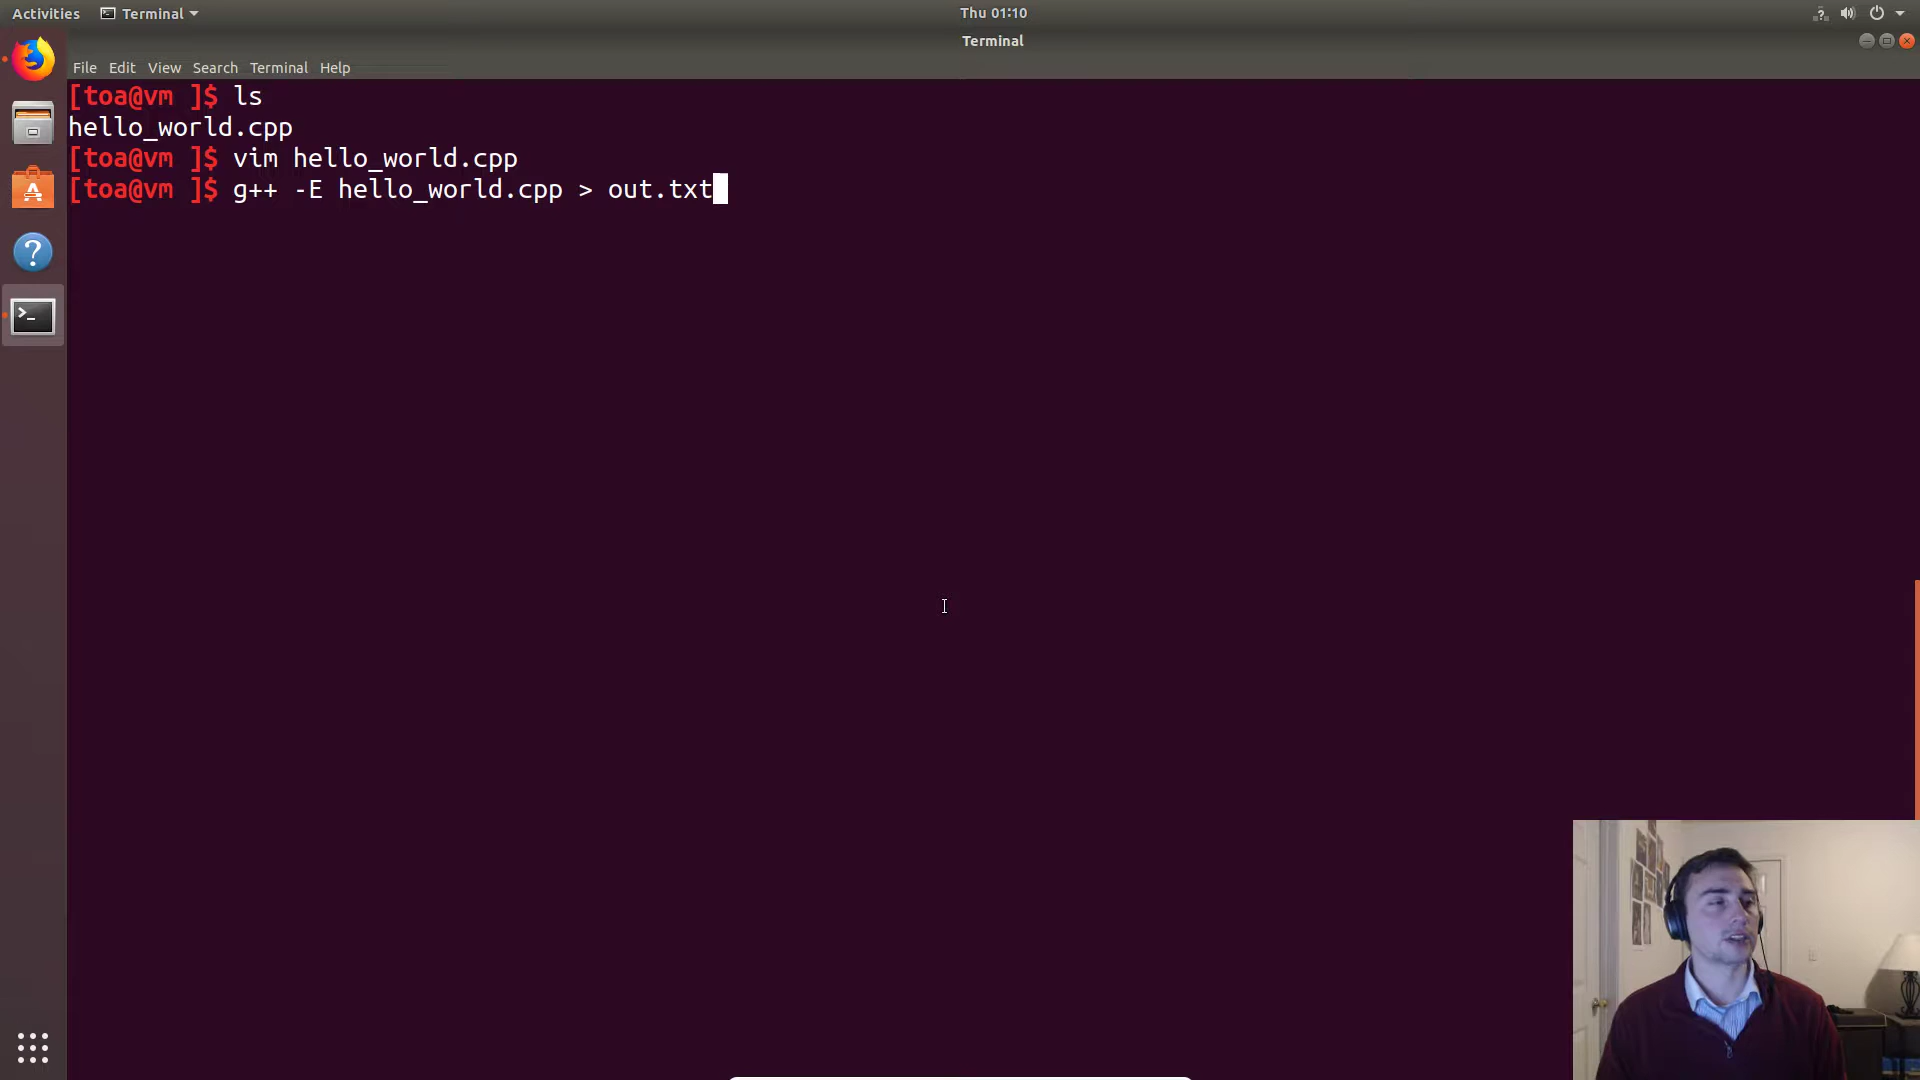 Activities Terminal Thu 01:10
Terminal
File Edit View Search Terminal Help
[toa@vm ]$ ls
hello_world.cpp
[toa@vm ]$ vim hello_world.cpp
[toa@vm ]$ g++ -E hello_world.cpp > out.txt